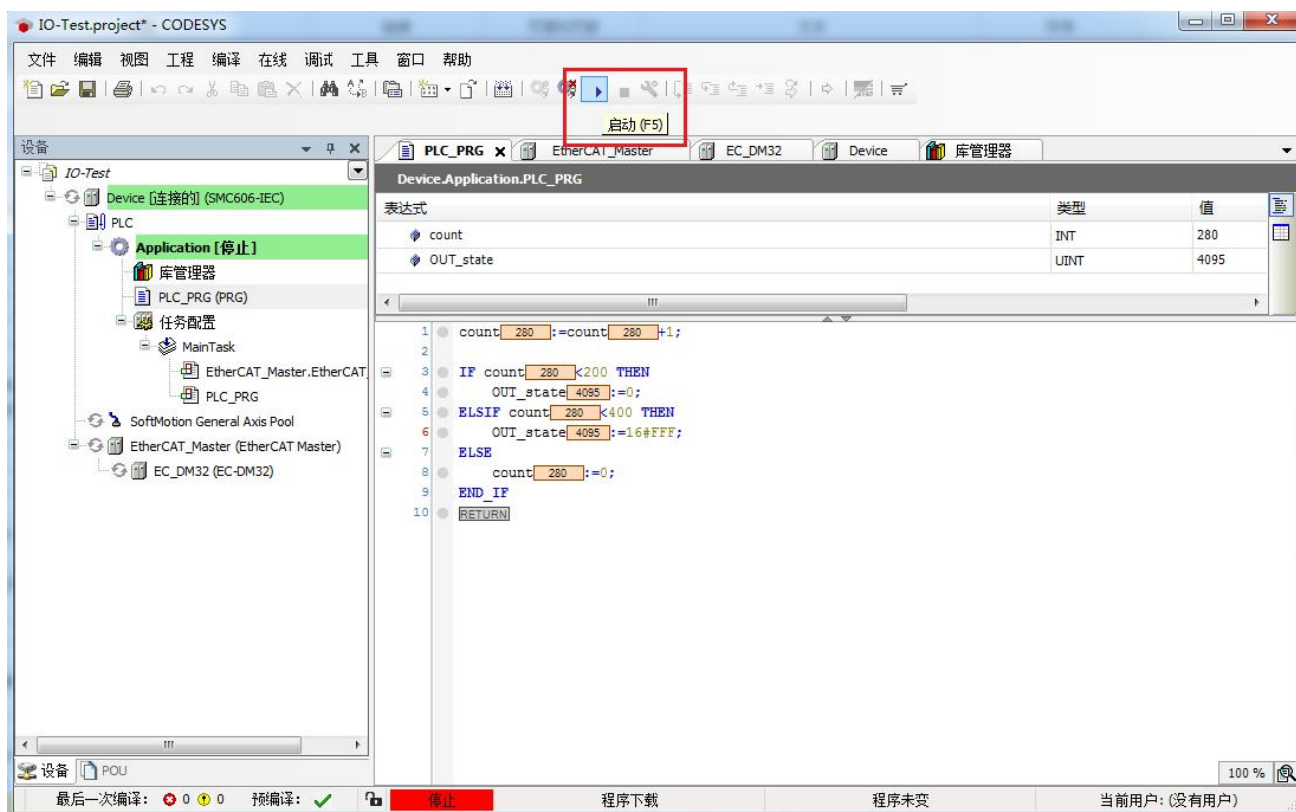 IO-Test.project* - CODESYS
文件 编辑 视图 工程 编译 在线 调试 工具 窗口 帮助
启动 (F5)
设备
IO-Test
Device [连接的] (SMC606-IEC)
PLC
Application [停止]
库管理器
PLC_PRG (PRG)
任务配置
MainTask
EtherCAT_Master.EtherCAT_
PLC_PRG
SoftMotion General Axis Pool
EtherCAT_Master (EtherCAT Master)
EC_DM32 (EC-DM32)
设备 POU
PLC_PRG EtherCAT_Master EC_DM32 Device 库管理器
Device.Application.PLC_PRG
表达式 类型 值
count INT 280
OUT_state UINT 4095
1 count 280 :=count 280 +1;
2
3 IF count 280 <200 THEN
4 OUT_state 4095 :=0;
5 ELSIF count 280 <400 THEN
6 OUT_state 4095 :=16#FFF;
7 ELSE
8 count 280 :=0;
9 END_IF
10 RETURN
100 %
最后一次编译: 0 0 预编译: 停止 程序下载 程序未变 当前用户: (没有用户)